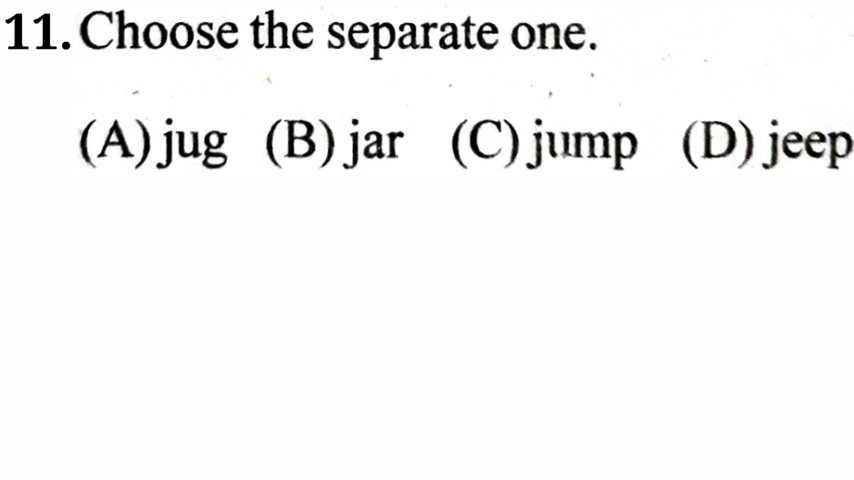 11. Choose the separate one.
(A) jug (B) jar (C) jump (D) jeep